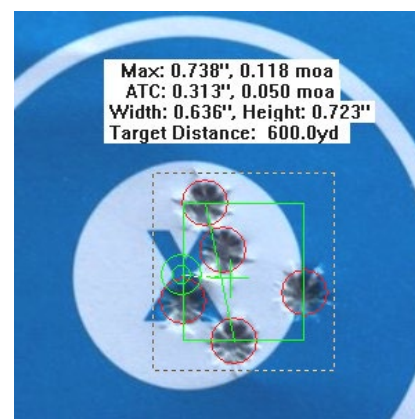 Max: 0.738", 0.118 moa
ATC: 0.313", 0.050 moa
Width: 0.636", Height: 0.723"
Target Distance: 600.0yd
X